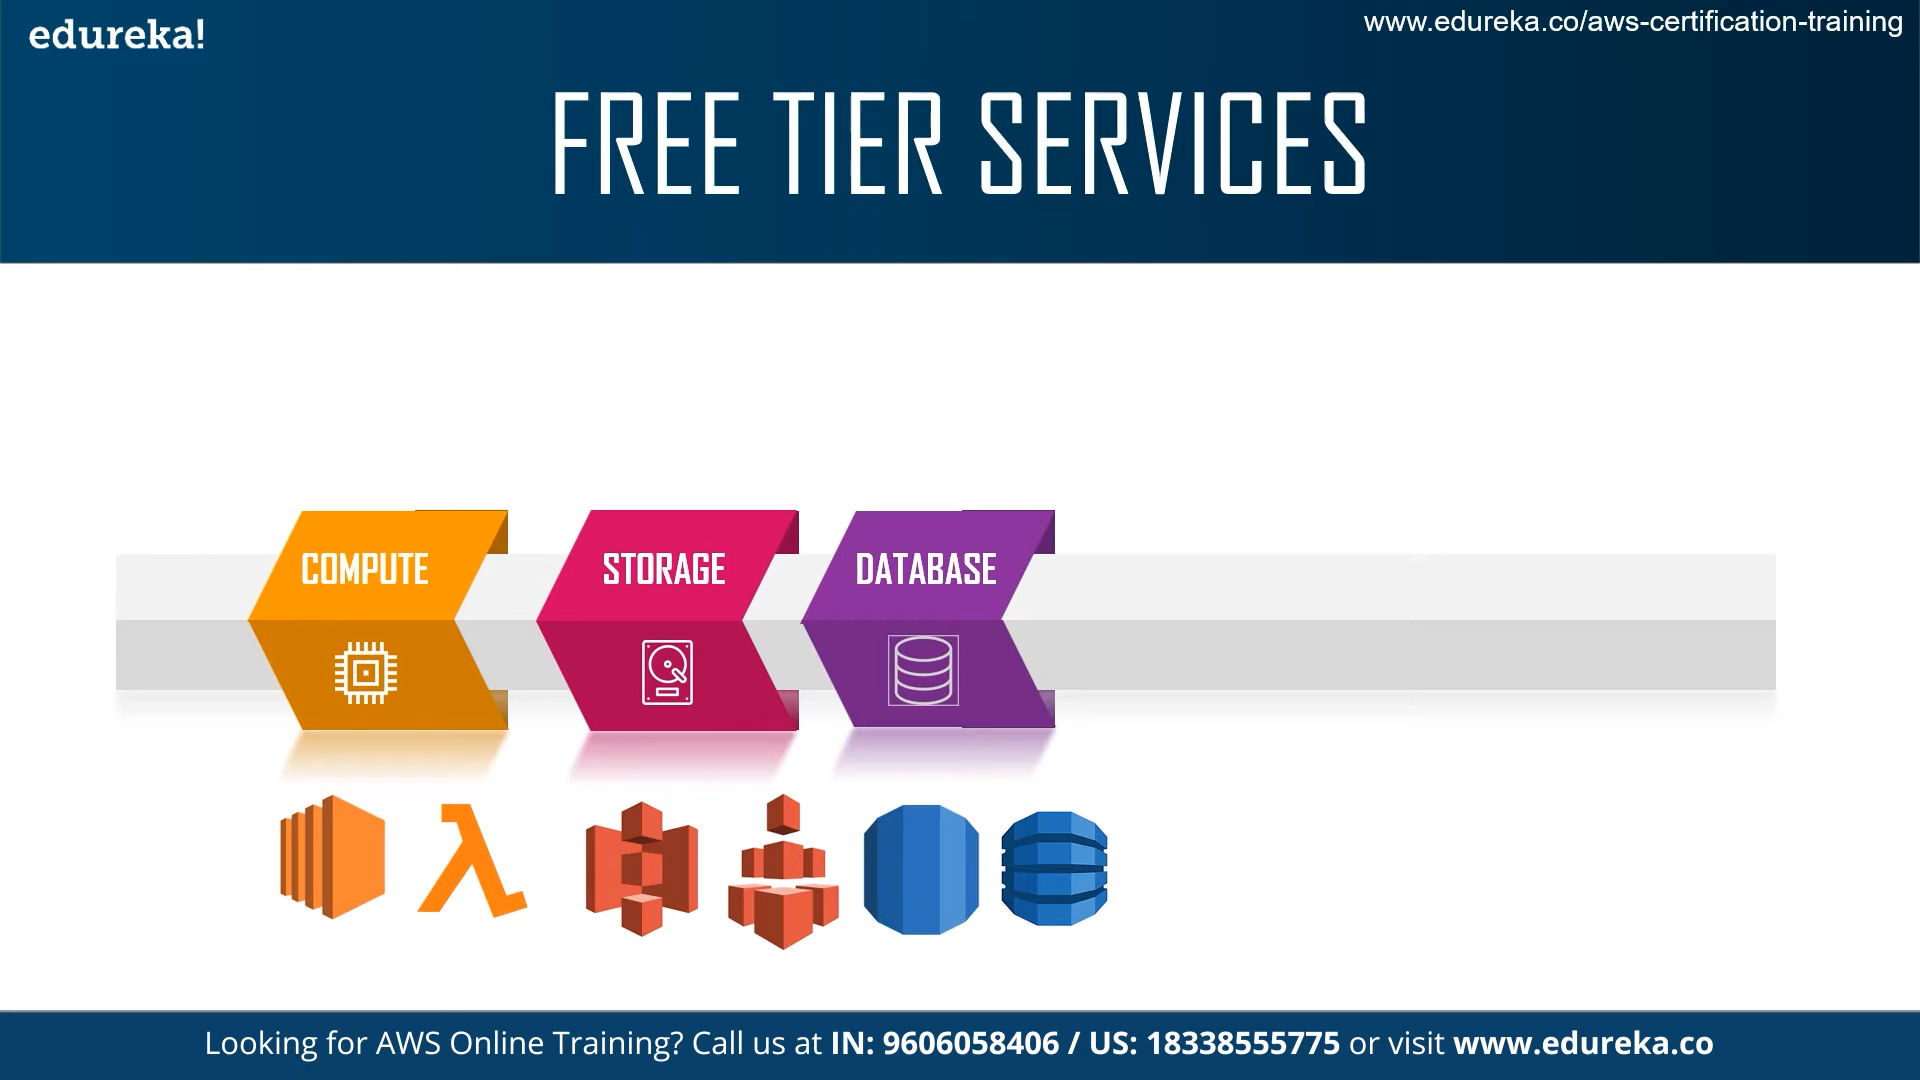 edureka!
www.edureka.co/aws-certification-training
FREE TIER SERVICES
COMPUTE
STORAGE
DATABASE
Looking for AWS Online Training? Call us at IN: 9606058406 / US: 18338555775 or visit www.edureka.co